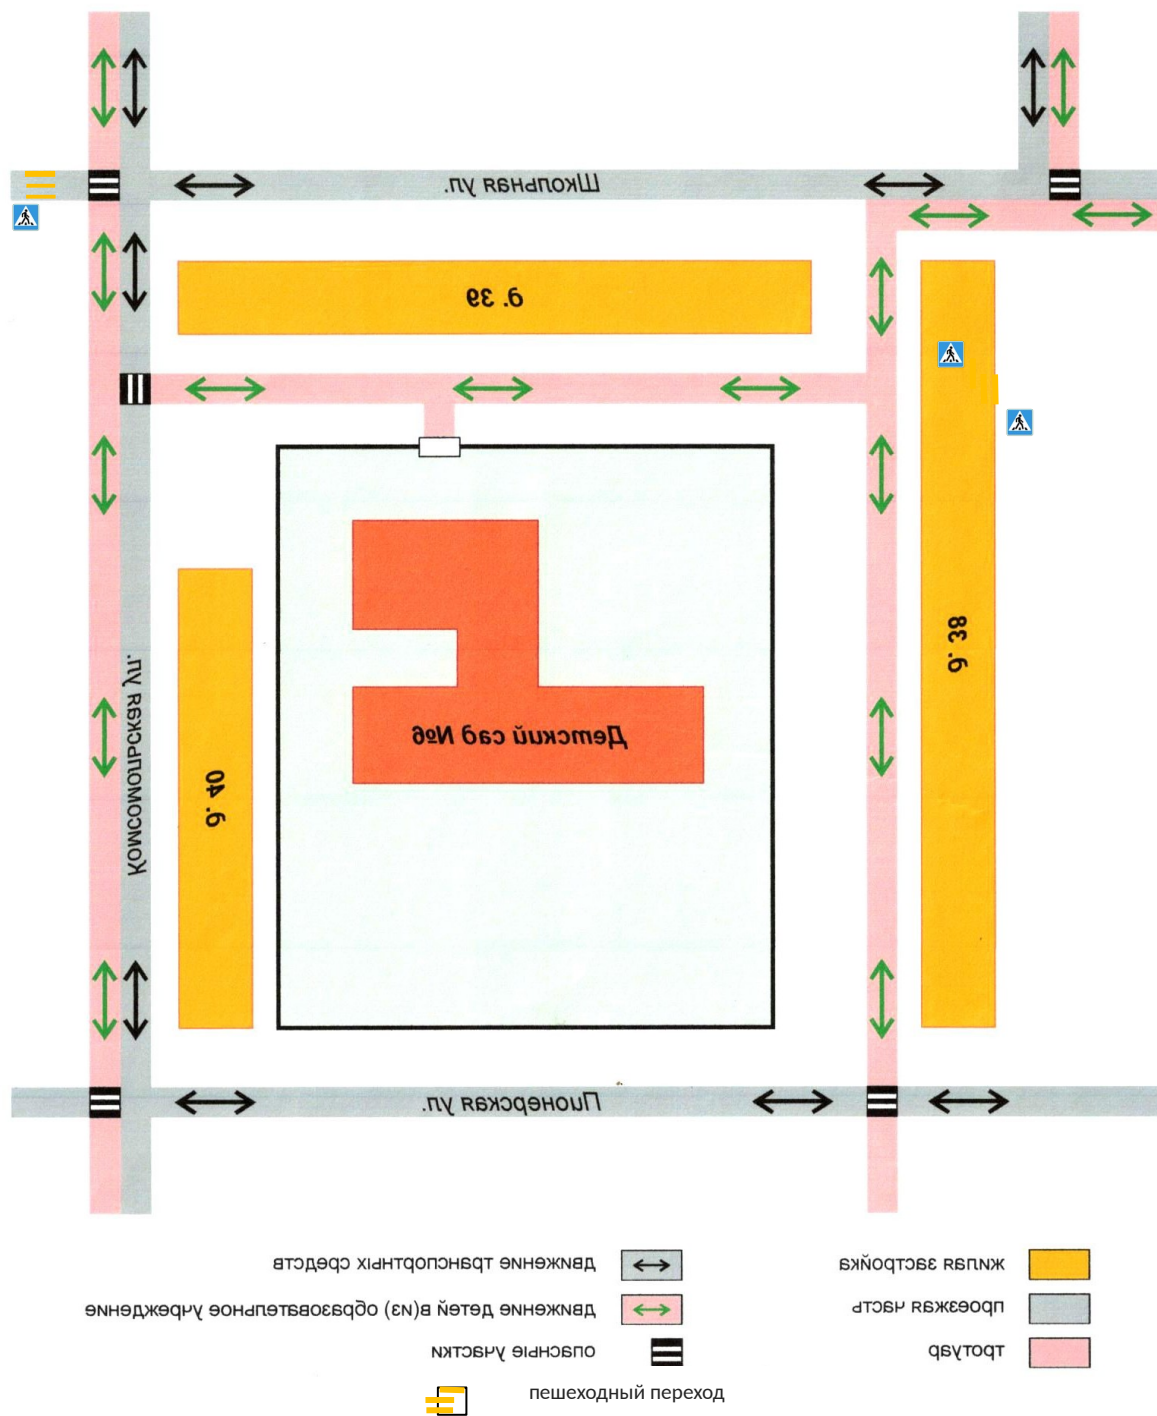 Школьная ул.
д. 39
д. 38
Комсомольская ул.
д. 40
Детский сад №6
Пионерская ул.
движение транспортных средств
жилая застройка
движение детей в(из) образовательное учреждение
проезжая часть
опасные участки
тротуар
пешеходный переход